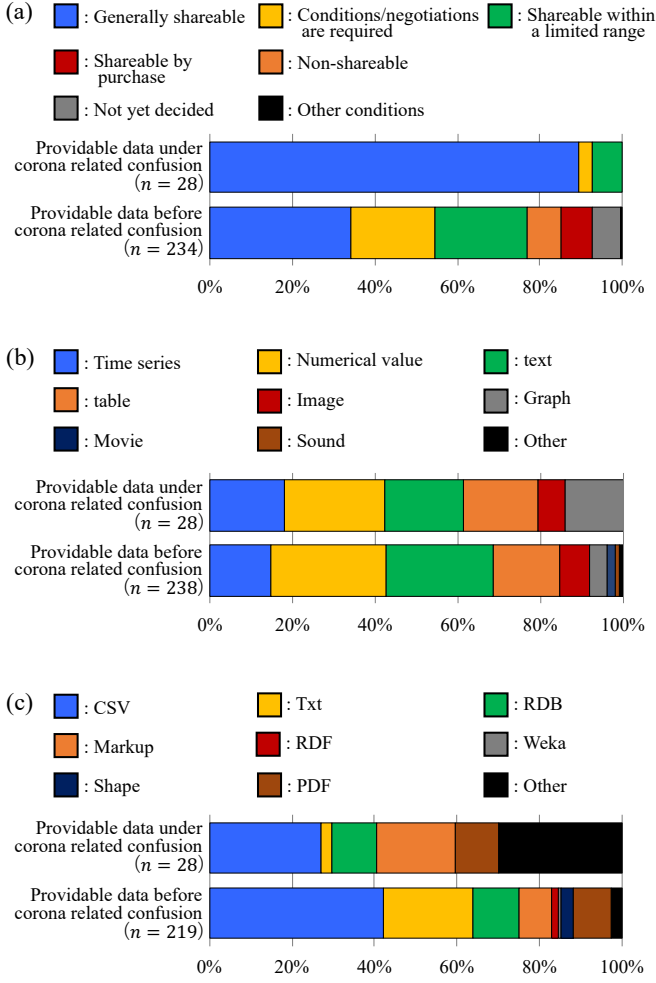 (a)
: Generally shareable
: Conditions/negotiations
are required
: Shareable within
a limited range
: Shareable by
purchase
: Non-shareable
: Not yet decided
: Other conditions
Providable data under
corona related confusion
(n = 28)
Providable data before
corona related confusion
(n = 234)
0% 20% 40% 60% 80% 100%
(b)
: Time series
: Numerical value
: text
: table
: Image
: Graph
: Movie
: Sound
: Other
Providable data under
corona related confusion
(n = 28)
Providable data before
corona related confusion
(n = 238)
0% 20% 40% 60% 80% 100%
(c)
: CSV
: Txt
: RDB
: Markup
: RDF
: Weka
: Shape
: PDF
: Other
Providable data under
corona related confusion
(n = 28)
Providable data before
corona related confusion
(n = 219)
0% 20% 40% 60% 80% 100%